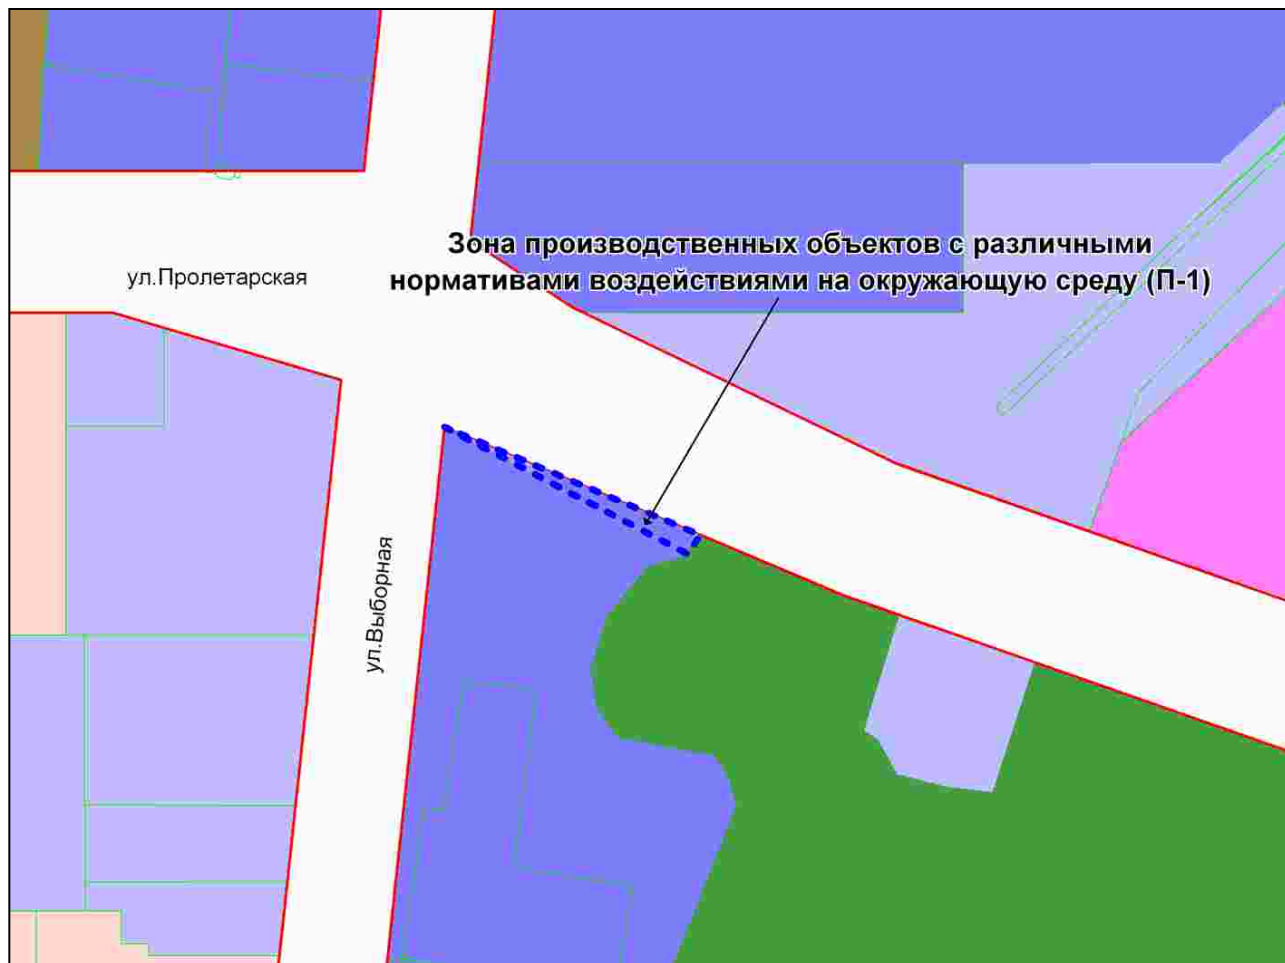 Зона производственных объектов с различными
нормативами воздействиями на окружающую среду (П-1)
ул.Пролетарская
ул.Выборная